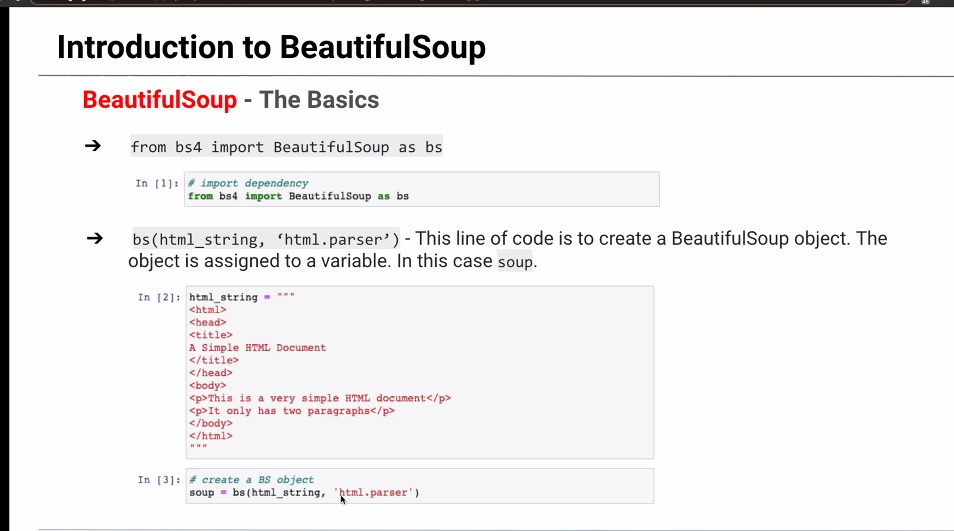 Introduction to BeautifulSoup
BeautifulSoup - The Basics
➔ from bs4 import BeautifulSoup as bs
In [1]: # import dependency
from bs4 import BeautifulSoup as bs
➔ bs(html_string, ‘html.parser’) - This line of code is to create a BeautifulSoup object. The
object is assigned to a variable. In this case soup.
In [2]: html_string = """
<html>
<head>
<title>
A Simple HTML Document
</title>
</head>
<body>
<p>This is a very simple HTML document</p>
<p>It only has two paragraphs</p>
</body>
</html>
"""
In [3]: # create a BS object
soup = bs(html_string, 'html.parser')